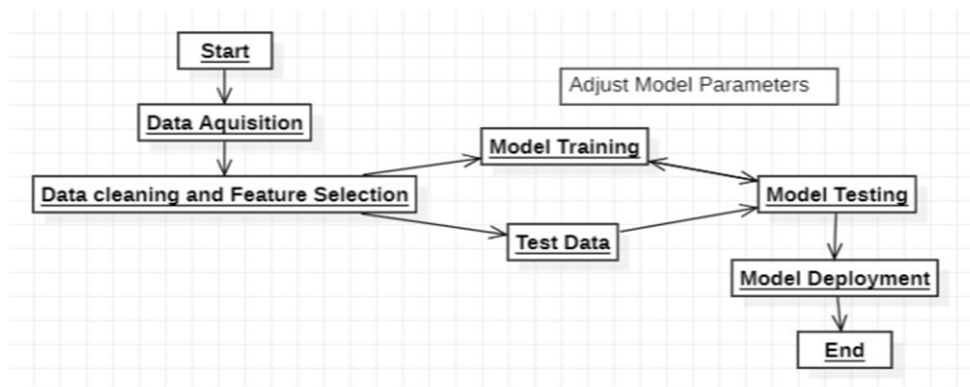 Start
Adjust Model Parameters
Data Aquisition
Model Training
Data cleaning and Feature Selection
Model Testing
Test Data
Model Deployment
End